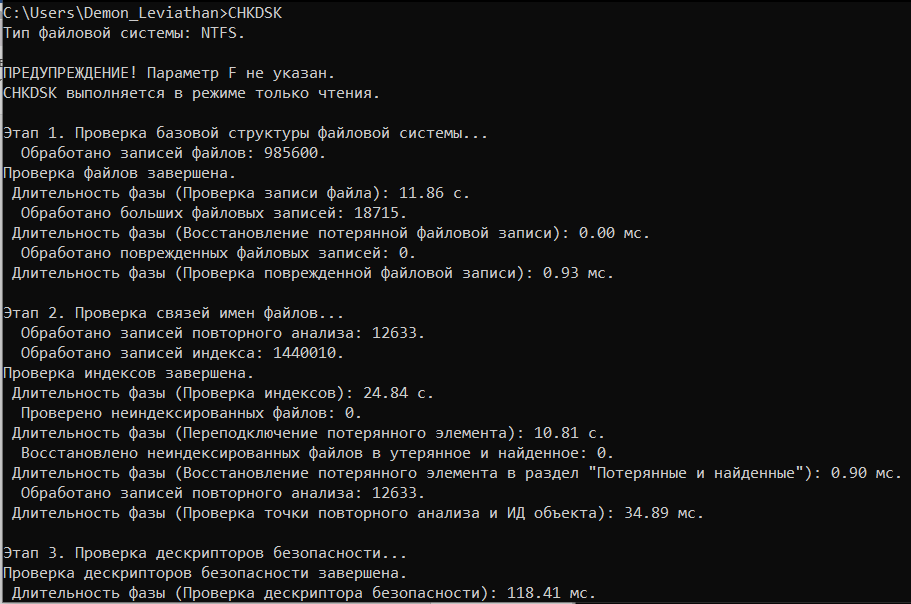 C:\Users\Demon_Leviathan>CHKDSK
Тип файловой системы: NTFS.
ПРЕДУПРЕЖДЕНИЕ! Параметр F не указан.
CHKDSK выполняется в режиме только чтения.
Этап 1. Проверка базовой структуры файловой системы...
Обработано записей файлов: 985600.
Проверка файлов завершена.
Длительность фазы (Проверка записи файла): 11.86 с.
Обработано больших файловых записей: 18715.
Длительность фазы (Восстановление потерянной файловой записи): 0.00 мс.
Обработано поврежденных файловых записей: 0.
Длительность фазы (Проверка поврежденной файловой записи): 0.93 мс.
Этап 2. Проверка связей имен файлов...
Обработано записей повторного анализа: 12633.
Обработано записей индекса: 1440010.
Проверка индексов завершена.
Длительность фазы (Проверка индексов): 24.84 с.
Проверено неиндексированных файлов: 0.
Длительность фазы (Переподключение потерянного элемента): 10.81 с.
Восстановлено неиндексированных файлов в утерянное и найденное: 0.
Длительность фазы (Восстановление потерянного элемента в раздел "Потерянные и найденные"): 0.90 мс.
Обработано записей повторного анализа: 12633.
Длительность фазы (Проверка точки повторного анализа и ИД объекта): 34.89 мс.
Этап 3. Проверка дескрипторов безопасности...
Проверка дескрипторов безопасности завершена.
Длительность фазы (Проверка дескриптора безопасности): 118.41 мс.